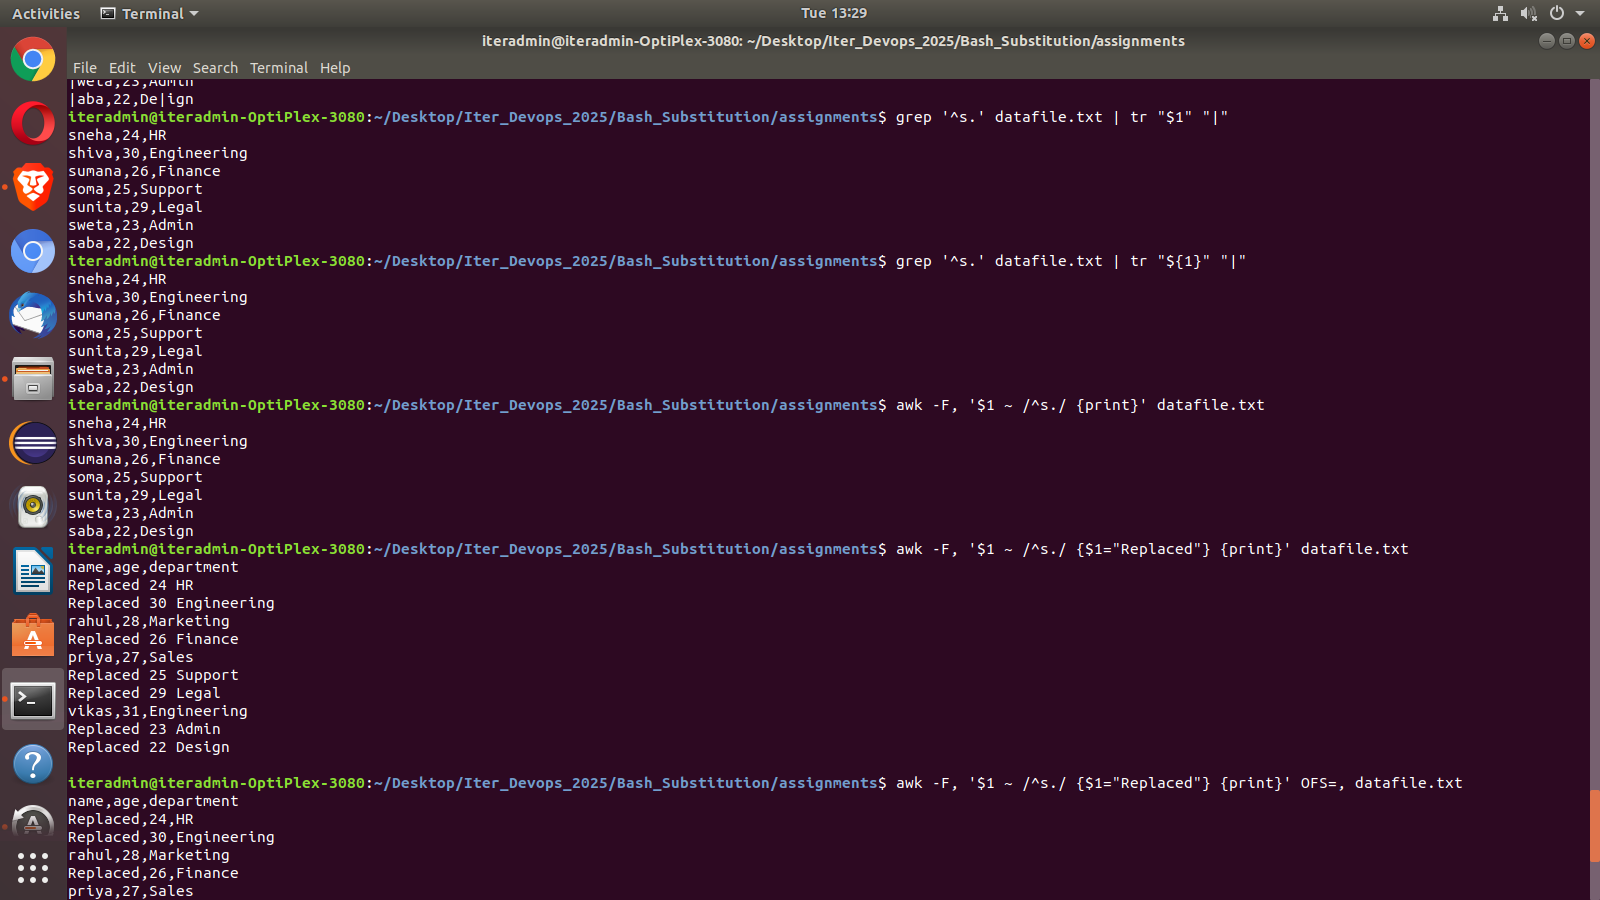 Activities
Terminal
Tue 13:29
iteradmin@iteradmin-OptiPlex-3080: ~/Desktop/Iter_Devops_2025/Bash_Substitution/assignments
File Edit View Search Terminal Help
|weta,23,Admin
|aba,22,De|ign
iteradmin@iteradmin-OptiPlex-3080:~/Desktop/Iter_Devops_2025/Bash_Substitution/assignments$ grep '^s.' datafile.txt | tr "$1" "|"
sneha,24,HR
shiva,30,Engineering
sumana,26,Finance
soma,25,Support
sunita,29,Legal
sweta,23,Admin
saba,22,Design
iteradmin@iteradmin-OptiPlex-3080:~/Desktop/Iter_Devops_2025/Bash_Substitution/assignments$ grep '^s.' datafile.txt | tr "${1}" "|"
sneha,24,HR
shiva,30,Engineering
sumana,26,Finance
soma,25,Support
sunita,29,Legal
sweta,23,Admin
saba,22,Design
iteradmin@iteradmin-OptiPlex-3080:~/Desktop/Iter_Devops_2025/Bash_Substitution/assignments$ awk -F, '$1 ~ /^s./ {print}' datafile.txt
sneha,24,HR
shiva,30,Engineering
sumana,26,Finance
soma,25,Support
sunita,29,Legal
sweta,23,Admin
saba,22,Design
iteradmin@iteradmin-OptiPlex-3080:~/Desktop/Iter_Devops_2025/Bash_Substitution/assignments$ awk -F, '$1 ~ /^s./ {$1="Replaced"} {print}' datafile.txt
name,age,department
Replaced 24 HR
Replaced 30 Engineering
rahul,28,Marketing
Replaced 26 Finance
priya,27,Sales
Replaced 25 Support
Replaced 29 Legal
vikas,31,Engineering
Replaced 23 Admin
Replaced 22 Design
iteradmin@iteradmin-OptiPlex-3080:~/Desktop/Iter_Devops_2025/Bash_Substitution/assignments$ awk -F, '$1 ~ /^s./ {$1="Replaced"} {print}' OFS=, datafile.txt
name,age,department
Replaced,24,HR
Replaced,30,Engineering
rahul,28,Marketing
Replaced,26,Finance
priya,27,Sales